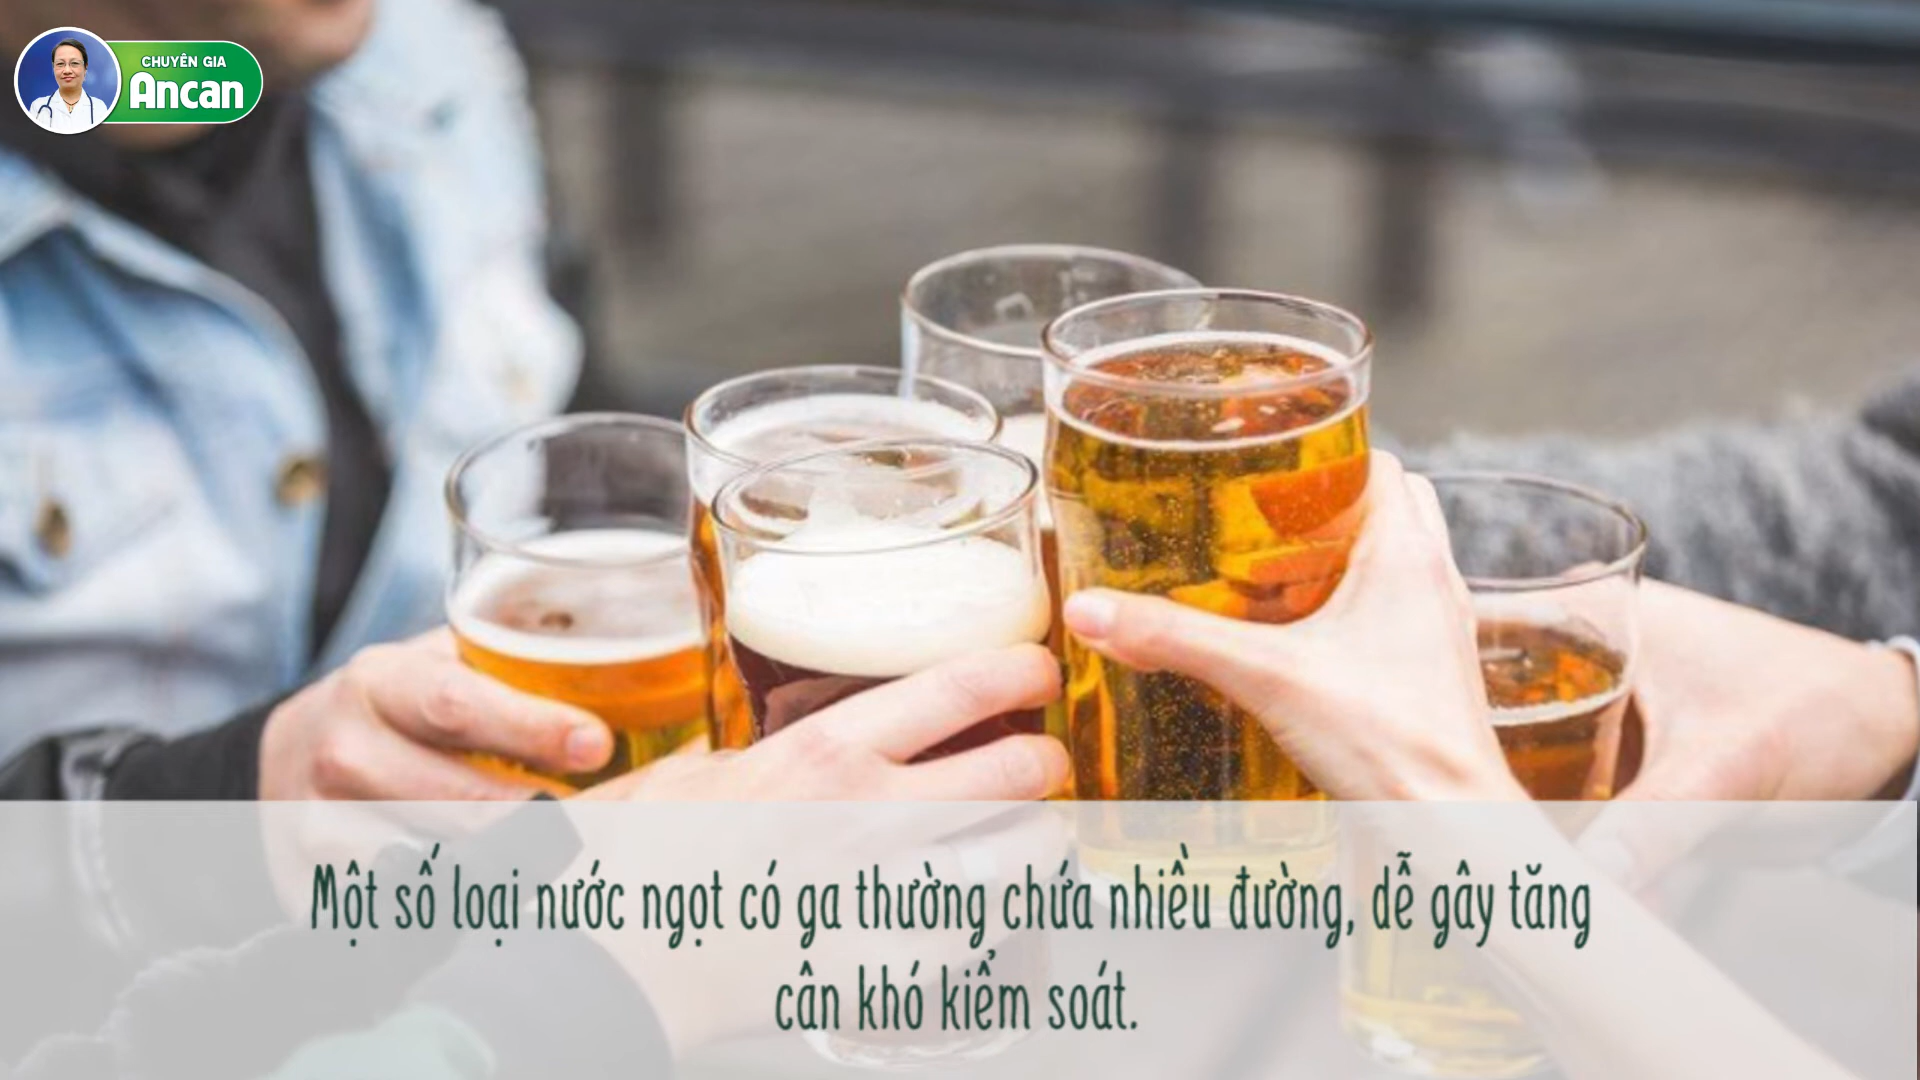 CHUYÊN GIA
Ancan
Một số loại nước ngọt có ga thường chứa nhiều đường, dễ gây tăng
cân khó kiểm soát.